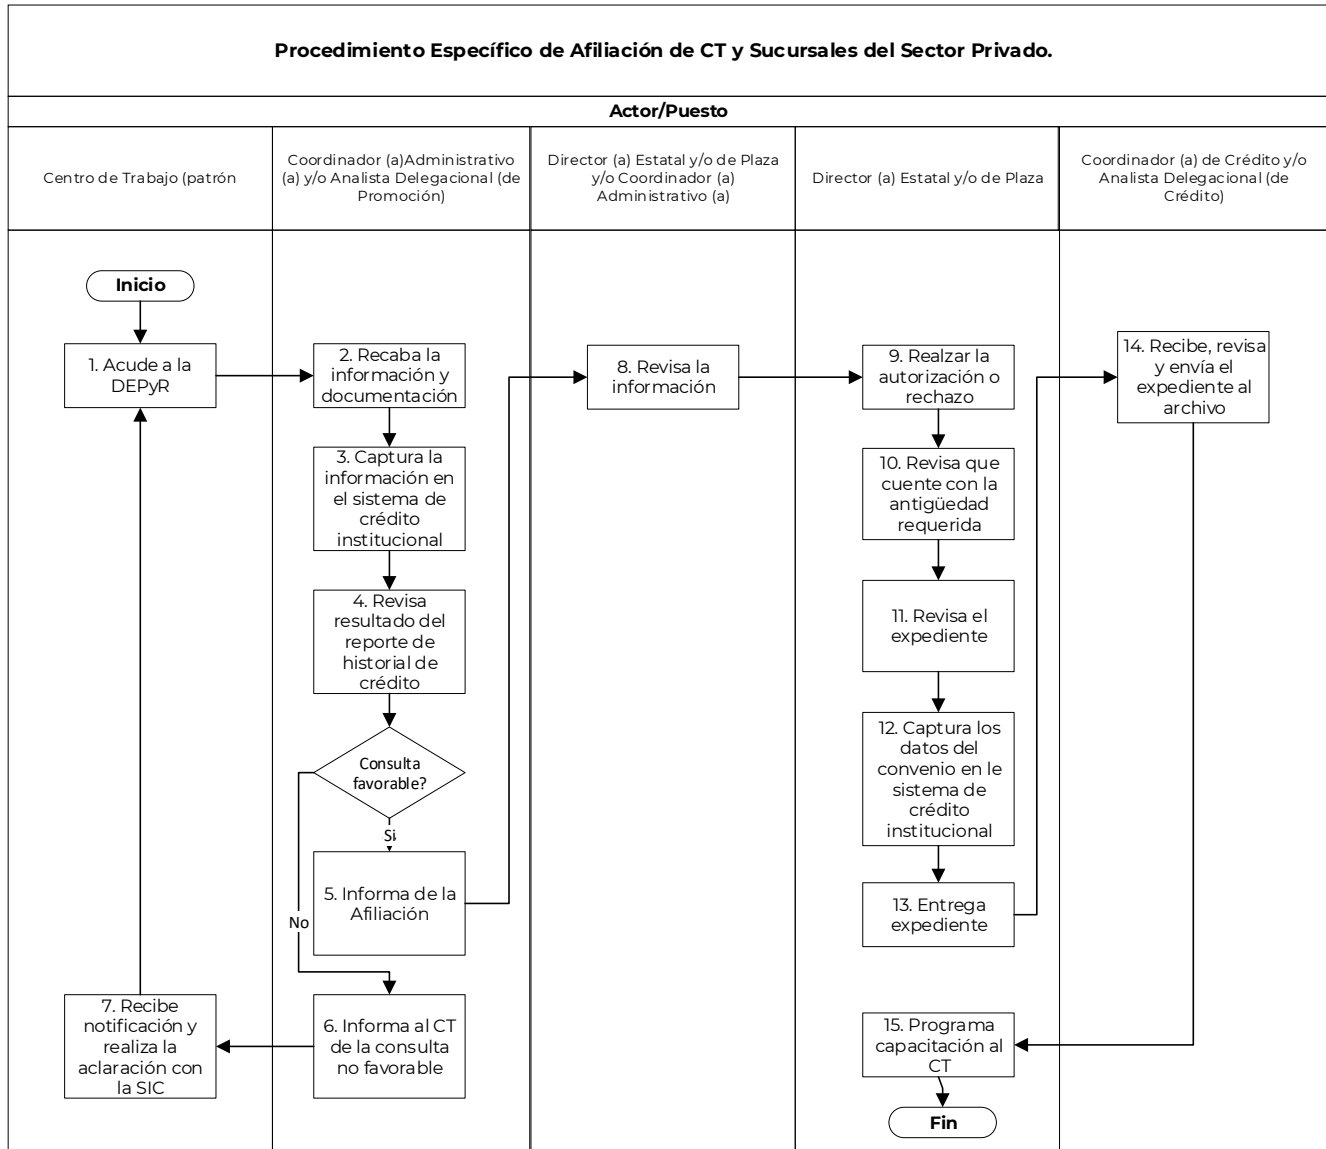 Procedimiento Específico de Afiliación de CT y Sucursales del Sector Privado.
Actor/Puesto
Centro de Trabajo (patrón
Coordinador (a)Administrativo
(a) y/o Analista Delegacional (de
Promoción)
Director (a) Estatal y/o de Plaza
y/o Coordinador (a)
Administrativo (a)
Director (a) Estatal y/o de Plaza
Coordinador (a) de Crédito y/o
Analista Delegacional (de
Crédito)
Inicio
1. Acude a la
DEPyR
2. Recaba la
información y
documentación
3. Captura la
información en
el sistema de
crédito
institucional
4. Revisa
resultado del
reporte de
historial de
crédito
Consulta
favorable?
Si
No
5. Informa de la
Afiliación
6. Informa al CT
de la consulta
no favorable
7. Recibe
notificación y
realiza la
aclaración con
la SIC
8. Revisa la
información
9. Realzar la
autorización o
rechazo
10. Revisa que
cuente con la
antigüedad
requerida
11. Revisa el
expediente
12. Captura los
datos del
convenio en le
sistema de
crédito
institucional
13. Entrega
expediente
14. Recibe, revisa
y envía el
expediente al
archivo
15. Programa
capacitación al
CT
Fin